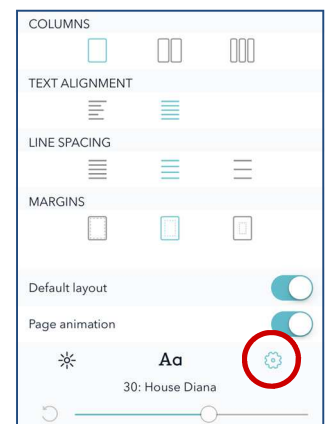 COLUMNS
TEXT ALIGNMENT
LINE SPACING
MARGINS
Default layout
Page animation
Aa
30: House Diana